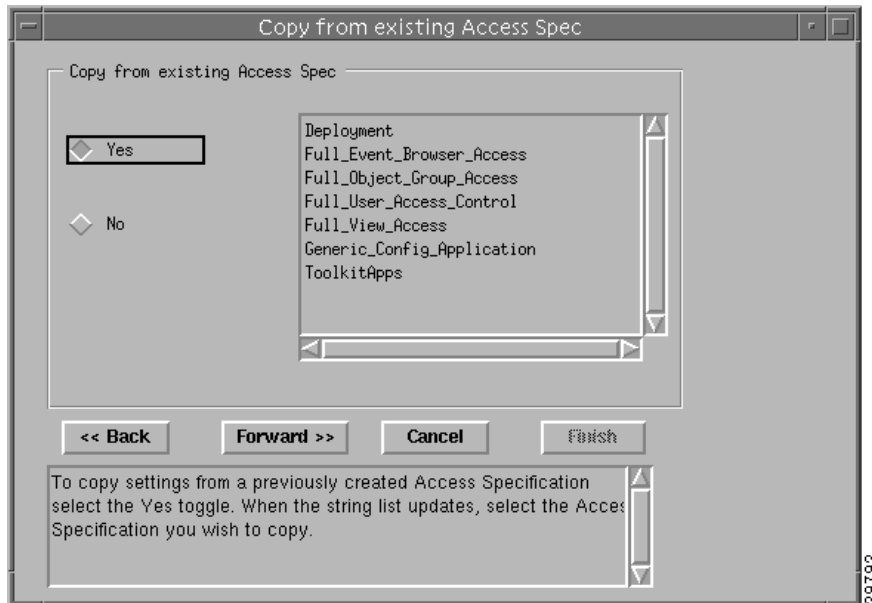 Copy from existing Access Spec
Copy from existing Access Spec
Yes
No
Deployment
Full_Event_Browser_Access
Full_Object_Group_Access
Full_User_Access_Control
Full_View_Access
Generic_Config_Application
ToolkitApps
<< Back
Forward >>
Cancel
Finish
To copy settings from a previously created Access Specification
select the Yes toggle. When the string list updates, select the Acces
Specification you wish to copy.